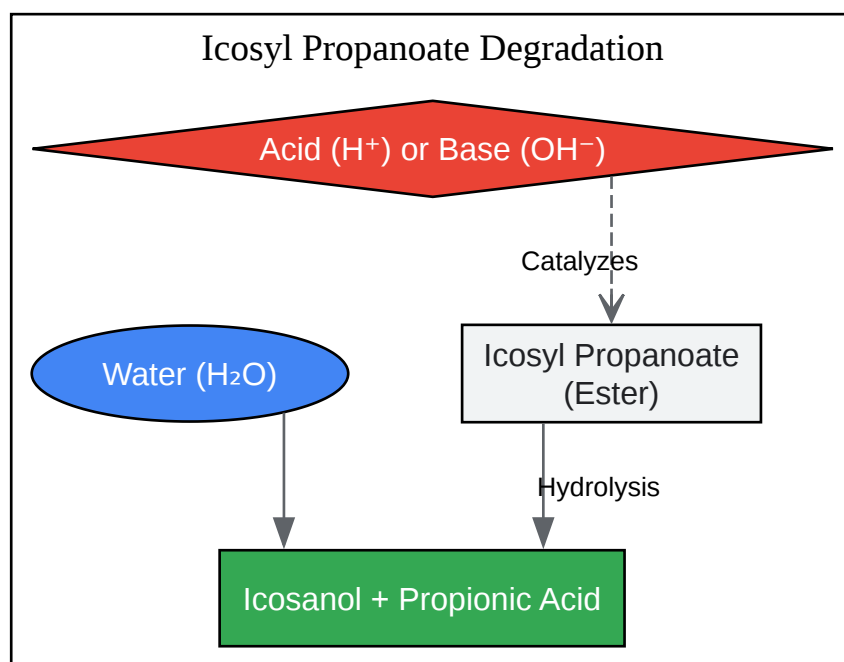 Icosyl Propanoate Degradation
Acid (H⁺) or Base (OH⁻)
Catalyzes
Water (H₂O)
Icosyl Propanoate
(Ester)
Hydrolysis
Icosanol + Propionic Acid